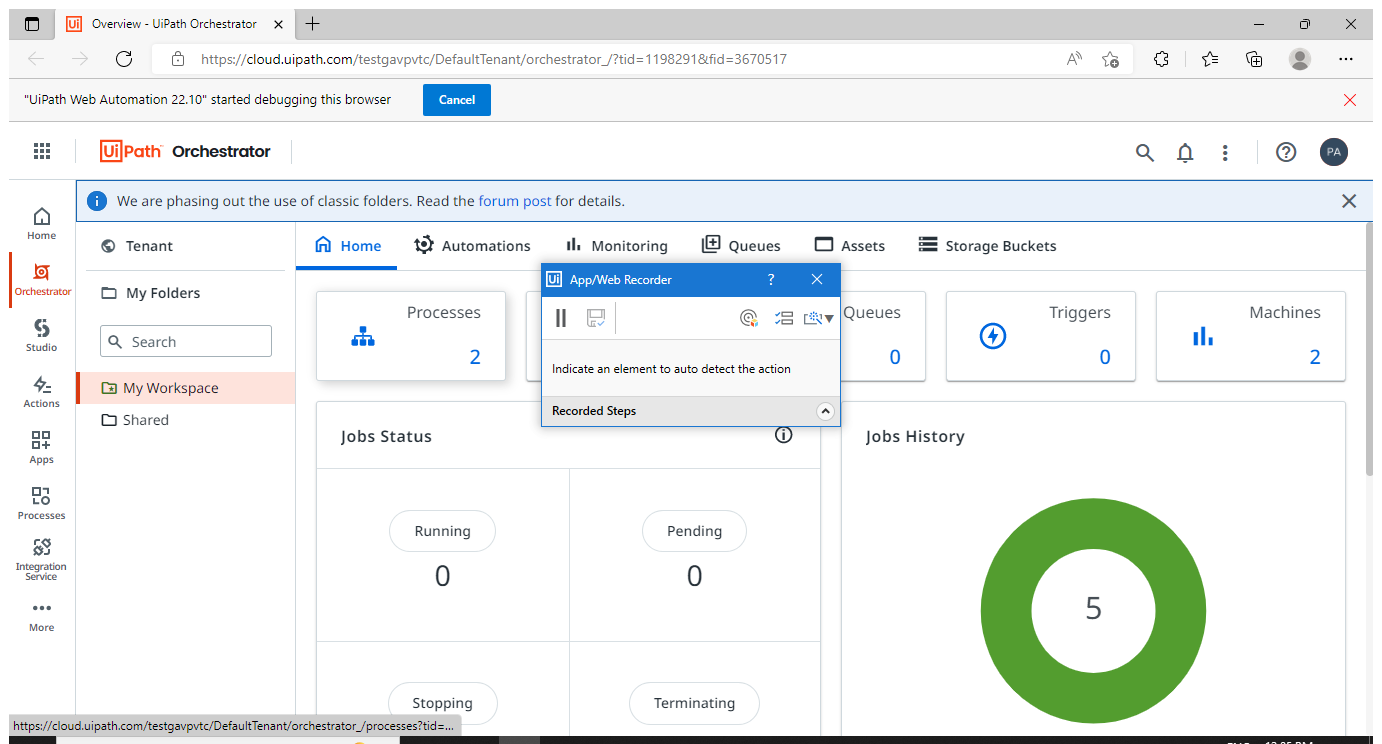 Overview - UiPath Orchestrator
https://cloud.uipath.com/testgavpvtc/DefaultTenant/orchestrator_/?tid=1198291&fid=3670517
"UiPath Web Automation 22.10" started debugging this browser
Cancel
UiPath Orchestrator
PA
We are phasing out the use of classic folders. Read the forum post for details.
Home
Orchestrator
Studio
Actions
Apps
Processes
Integration
Service
More
Tenant
My Folders
Search
My Workspace
Shared
Home Automations Monitoring Queues Assets Storage Buckets
Processes
2
Queues
0
Triggers
0
Machines
2
Ui App/Web Recorder ?
Indicate an element to auto detect the action
Recorded Steps
Jobs Status
Running
0
Pending
0
Stopping
Terminating
Jobs History
5
https://cloud.uipath.com/testgavpvtc/DefaultTenant/orchestrator_/processes?tid=...